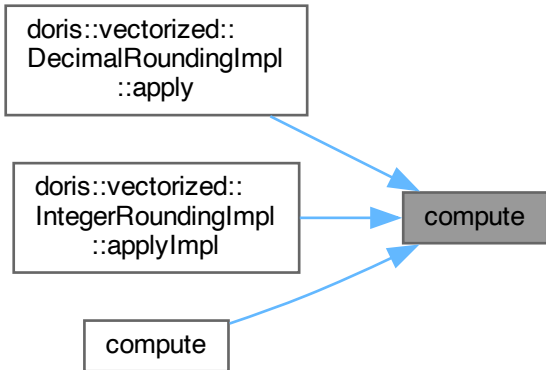 doris::vectorized::
DecimalRoundingImpl
::apply
doris::vectorized::
IntegerRoundingImpl
::applyImpl
compute
compute